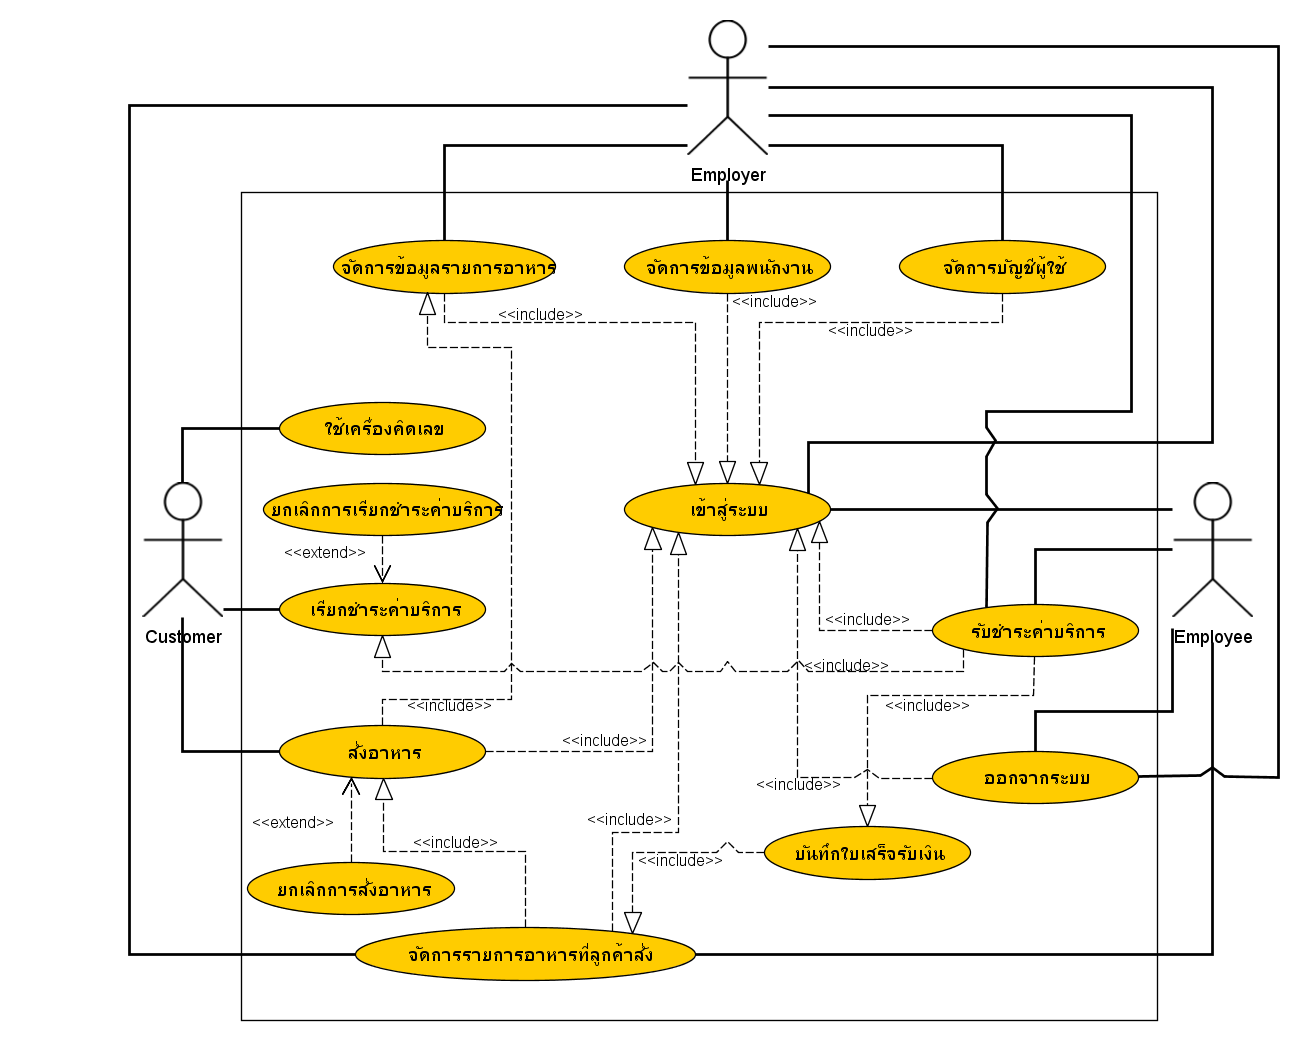 Employer
จัดการข้อมูลรายการอาหาร
จัดการข้อมูลพนักงาน
จัดการบัญชีผู้ใช้
<<include>>
<<include>>
<<include>>
ใช้เครื่องคิดเลข
ยกเลิกการเรียกชำระค่าบริการ
เข้าสู่ระบบ
<<extend>>
เรียกชำระค่าบริการ
<<include>>
รับชำระค่าบริการ
Customer
Employee
<<include>>
<<include>>
<<include>>
<<include>>
สั่งอาหาร
ออกจากระบบ
<<include>>
<<extend>>
<<include>>
<<include>>
<<include>>
บันทึกใบเสร็จรับเงิน
ยกเลิกการสั่งอาหาร
จัดการรายการอาหารที่ลูกค้าสั่ง